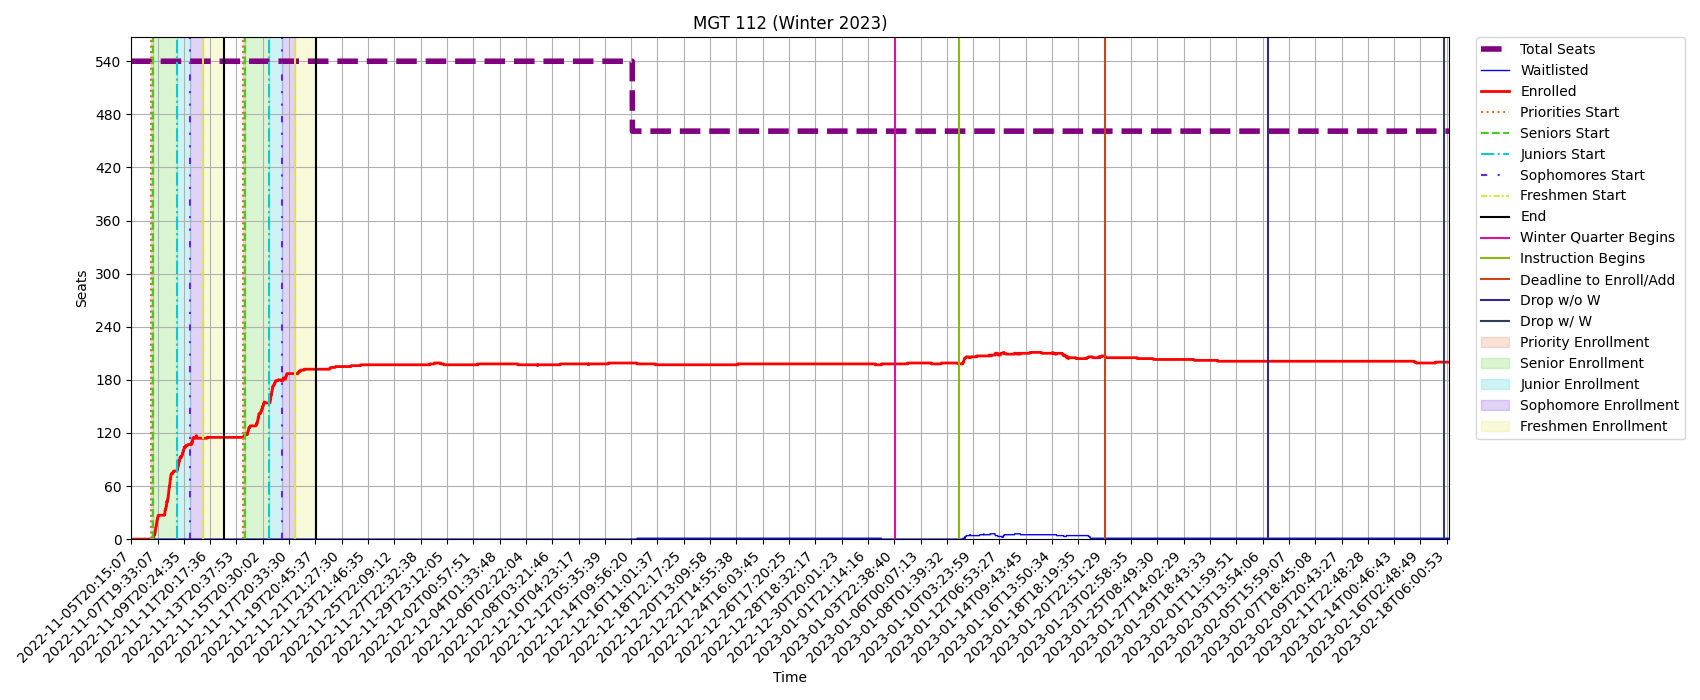 MGT 112 (Winter 2023)
Seats
540
480
420
360
300
240
180
120
60
0
2022-11-05T20:15:07
2022-11-07T19:33:07
2022-11-09T20:24:35
2022-11-11T20:17:36
2022-11-13T20:37:53
2022-11-15T20:30:02
2022-11-17T20:33:30
2022-11-19T20:45:37
2022-11-21T21:27:30
2022-11-23T21:46:35
2022-11-25T22:09:12
2022-11-27T22:32:38
2022-11-29T23:12:05
2022-12-02T00:57:51
2022-12-04T01:33:48
2022-12-06T02:22:04
2022-12-08T03:21:46
2022-12-10T04:23:17
2022-12-12T05:35:39
2022-12-14T09:56:20
2022-12-16T11:01:37
2022-12-18T12:17:25
2022-12-20T13:09:58
2022-12-22T14:55:38
2022-12-24T16:03:45
2022-12-26T17:20:25
2022-12-28T18:32:17
2022-12-30T20:01:23
2023-01-01T21:14:16
2023-01-03T22:38:40
2023-01-06T00:07:13
2023-01-08T01:39:32
2023-01-10T03:23:59
2023-01-12T06:53:27
2023-01-14T09:43:45
2023-01-16T13:50:34
2023-01-18T18:19:35
2023-01-20T22:51:29
2023-01-23T02:58:35
2023-01-25T08:49:30
2023-01-27T14:02:29
2023-01-29T18:43:33
2023-02-01T11:59:51
2023-02-03T13:54:06
2023-02-05T15:59:07
2023-02-07T18:45:08
2023-02-09T20:43:27
2023-02-11T22:48:28
2023-02-14T00:46:43
2023-02-16T02:48:49
2023-02-18T06:00:53
Time
Total Seats
Waitlisted
Enrolled
Priorities Start
Seniors Start
Juniors Start
Sophomores Start
Freshmen Start
End
Winter Quarter Begins
Instruction Begins
Deadline to Enroll/Add
Drop w/o W
Drop w/ W
Priority Enrollment
Senior Enrollment
Junior Enrollment
Sophomore Enrollment
Freshmen Enrollment